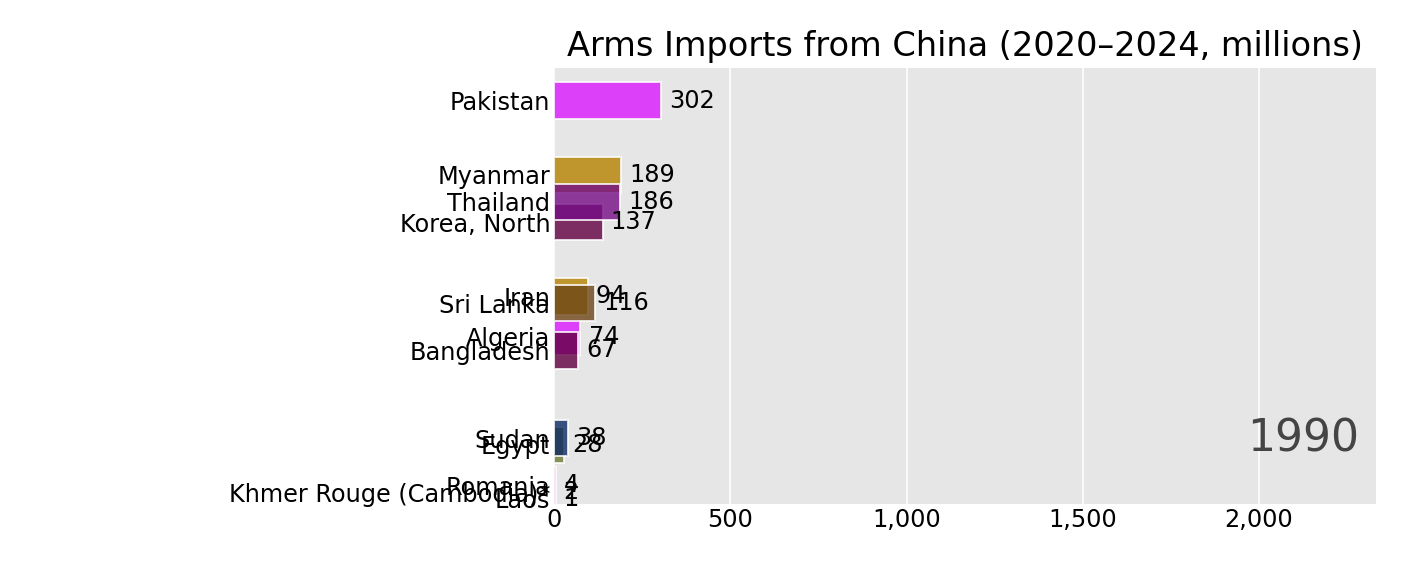 Arms Imports from China (2020–2024, millions)
Pakistan 302
Myanmar 189
Thailand 186
Korea, North 137
Iran 94
Sri Lanka 116
Algeria 74
Bangladesh 67
Sudan 38
Egypt 28
1990
Romania 4
Khmer Rouge (Cambodia)* 2
Laos 1
0 500 1,000 1,500 2,000